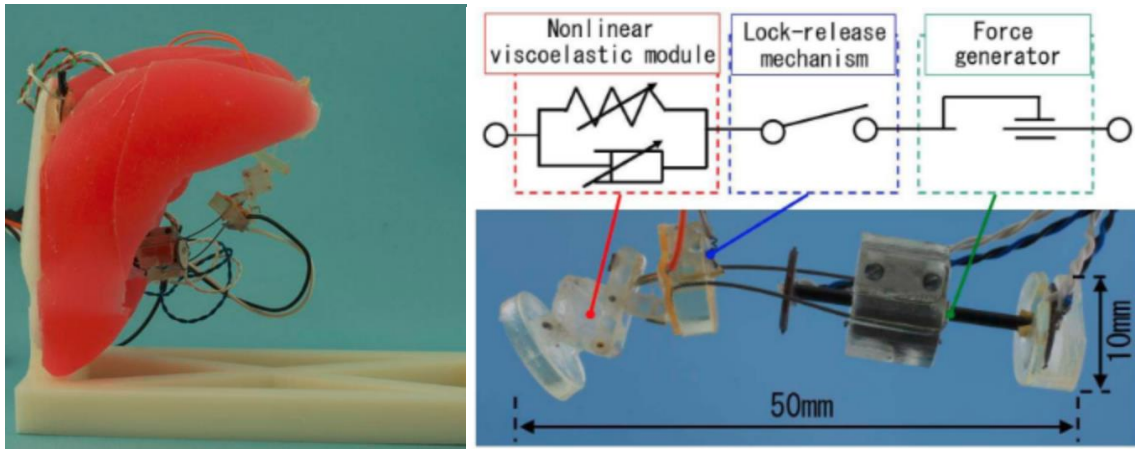 Nonlinear
viscoelastic module
Lock-release
mechanism
Force
generator
10mm
50mm